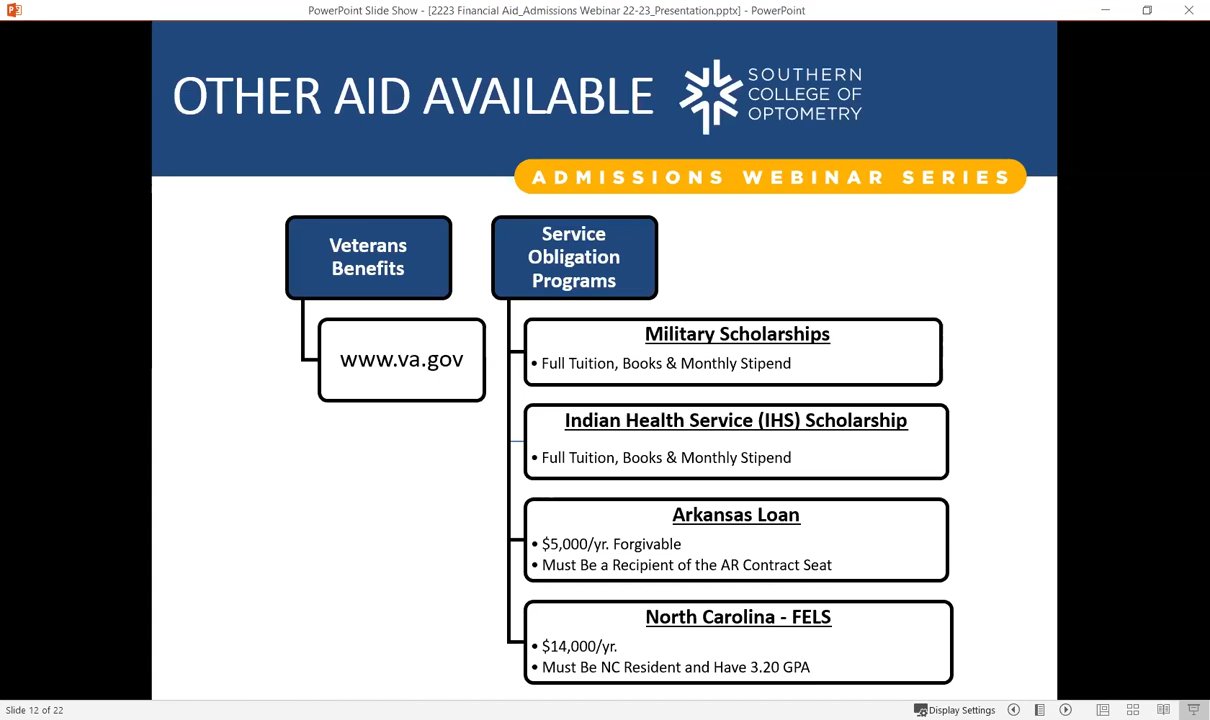 PowerPoint Slide Show - [2223 Financial Aid_Admissions Webinar 22-23_Presentation.pptx] - PowerPoint
OTHER AID AVAILABLE
SOUTHERN
COLLEGE OF
OPTOMETRY
ADMISSIONS WEBINAR SERIES
Veterans
Benefits
www.va.gov
Service
Obligation
Programs
Military Scholarships
• Full Tuition, Books & Monthly Stipend
Indian Health Service (IHS) Scholarship
• Full Tuition, Books & Monthly Stipend
Arkansas Loan
• $5,000/yr. Forgivable
• Must Be a Recipient of the AR Contract Seat
North Carolina - FELS
• $14,000/yr.
• Must Be NC Resident and Have 3.20 GPA
Slide 12 of 22
Display Settings